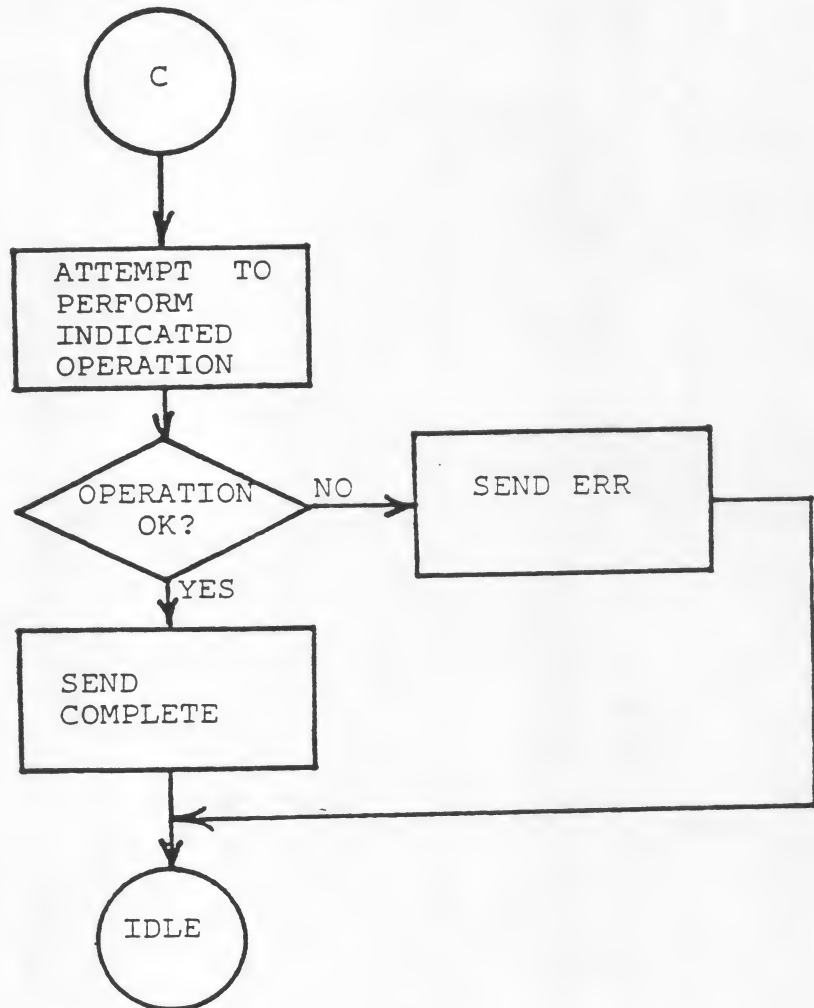 C
ATTEMPT TO
PERFORM
INDICATED
OPERATION
OPERATION
OK?
NO
SEND ERR
YES
SEND
COMPLETE
IDLE